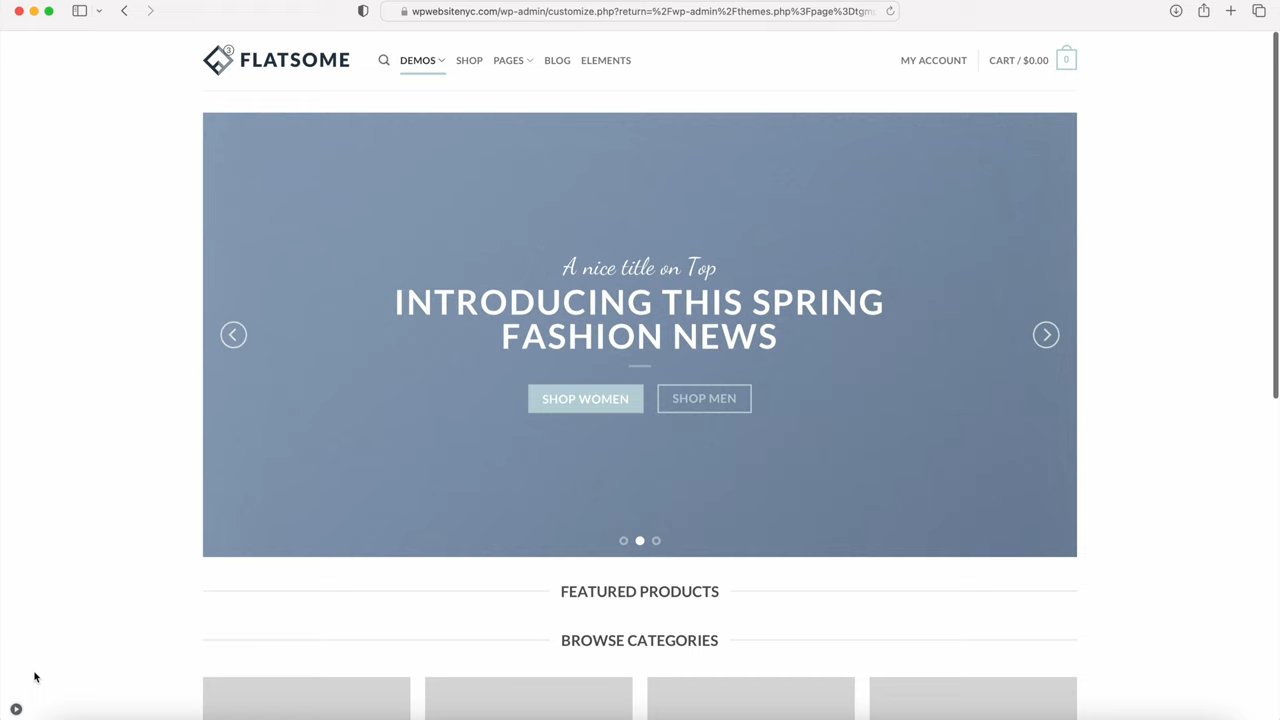 wpwebsitenyc.com/wp-admin/customize.php?return=%2Fwp-admin%2Fthemes.php%3Fpage%3Dtgm
FLATSOME 3 DEMOS SHOP PAGES BLOG ELEMENTS MY ACCOUNT CART / $0.00 0
A nice title on Top
INTRODUCING THIS SPRING
FASHION NEWS
SHOP WOMEN SHOP MEN
FEATURED PRODUCTS
BROWSE CATEGORIES